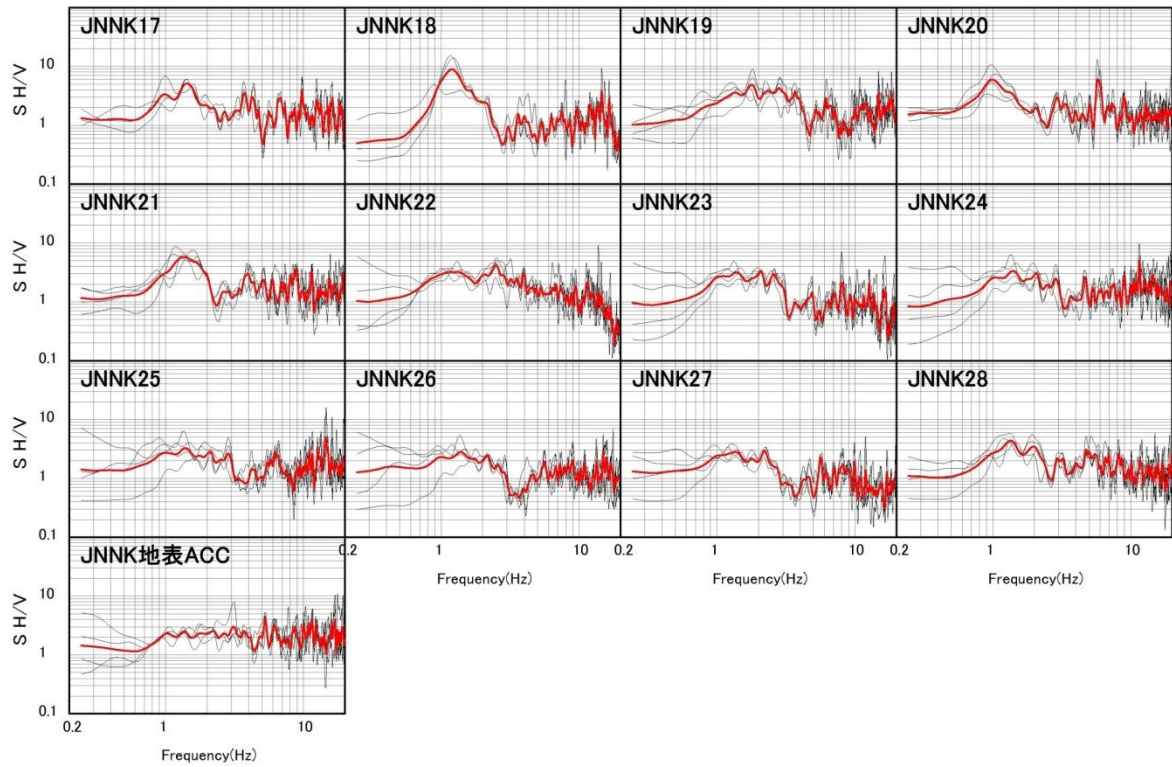 JNNK17 JNNK18 JNNK19 JNNK20
S H/V 10 1 0.1
JNNK21 JNNK22 JNNK23 JNNK24
S H/V 10 1 0.1
JNNK25 JNNK26 JNNK27 JNNK28
S H/V 10 1 0.1
0.2 1 10 0.2 1 10 0.2 1 10
Frequency(Hz) Frequency(Hz) Frequency(Hz)
JNNK地表ACC
S H/V 10 1 0.1
0.2 1 10
Frequency(Hz)